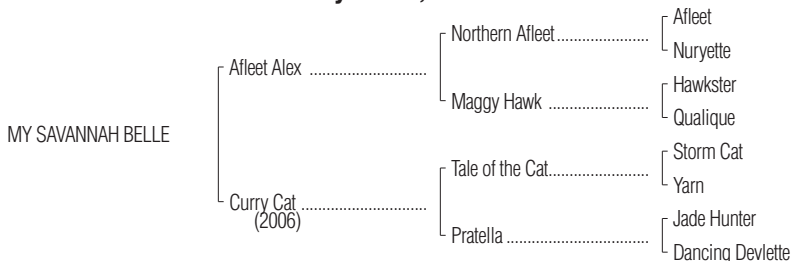 Afleet
Northern Afleet......................
Nuryette
Afleet Alex ............................
Hawkster
Maggy Hawk ........................
Qualique
MY SAVANNAH BELLE
Storm Cat
Tale of the Cat........................
Yarn
Curry Cat ..............................
(2006)
Jade Hunter
Pratella ..................................
Dancing Devlette